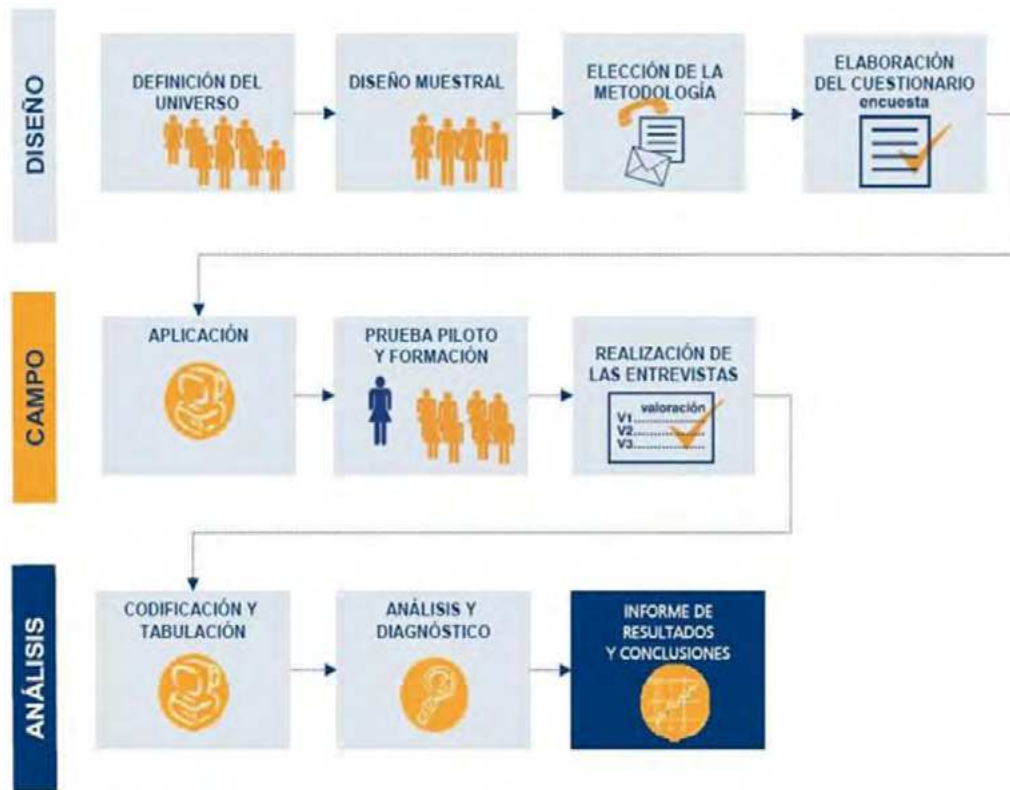 DISEÑO
DEFINICIÓN DEL
UNIVERSO
DISEÑO MUESTRAL
ELECCIÓN DE LA
METODOLOGÍA
ELABORACIÓN
DEL CUESTIONARIO
encuesta
CAMPO
APLICACIÓN
PRUEBA PILOTO
Y FORMACIÓN
REALIZACIÓN DE
LAS ENTREVISTAS
valoración
V1
V2
V3
ANÁLISIS
CODIFICACIÓN Y
TABULACIÓN
ANÁLISIS Y
DIAGNÓSTICO
INFORME DE
RESULTADOS
Y CONCLUSIONES